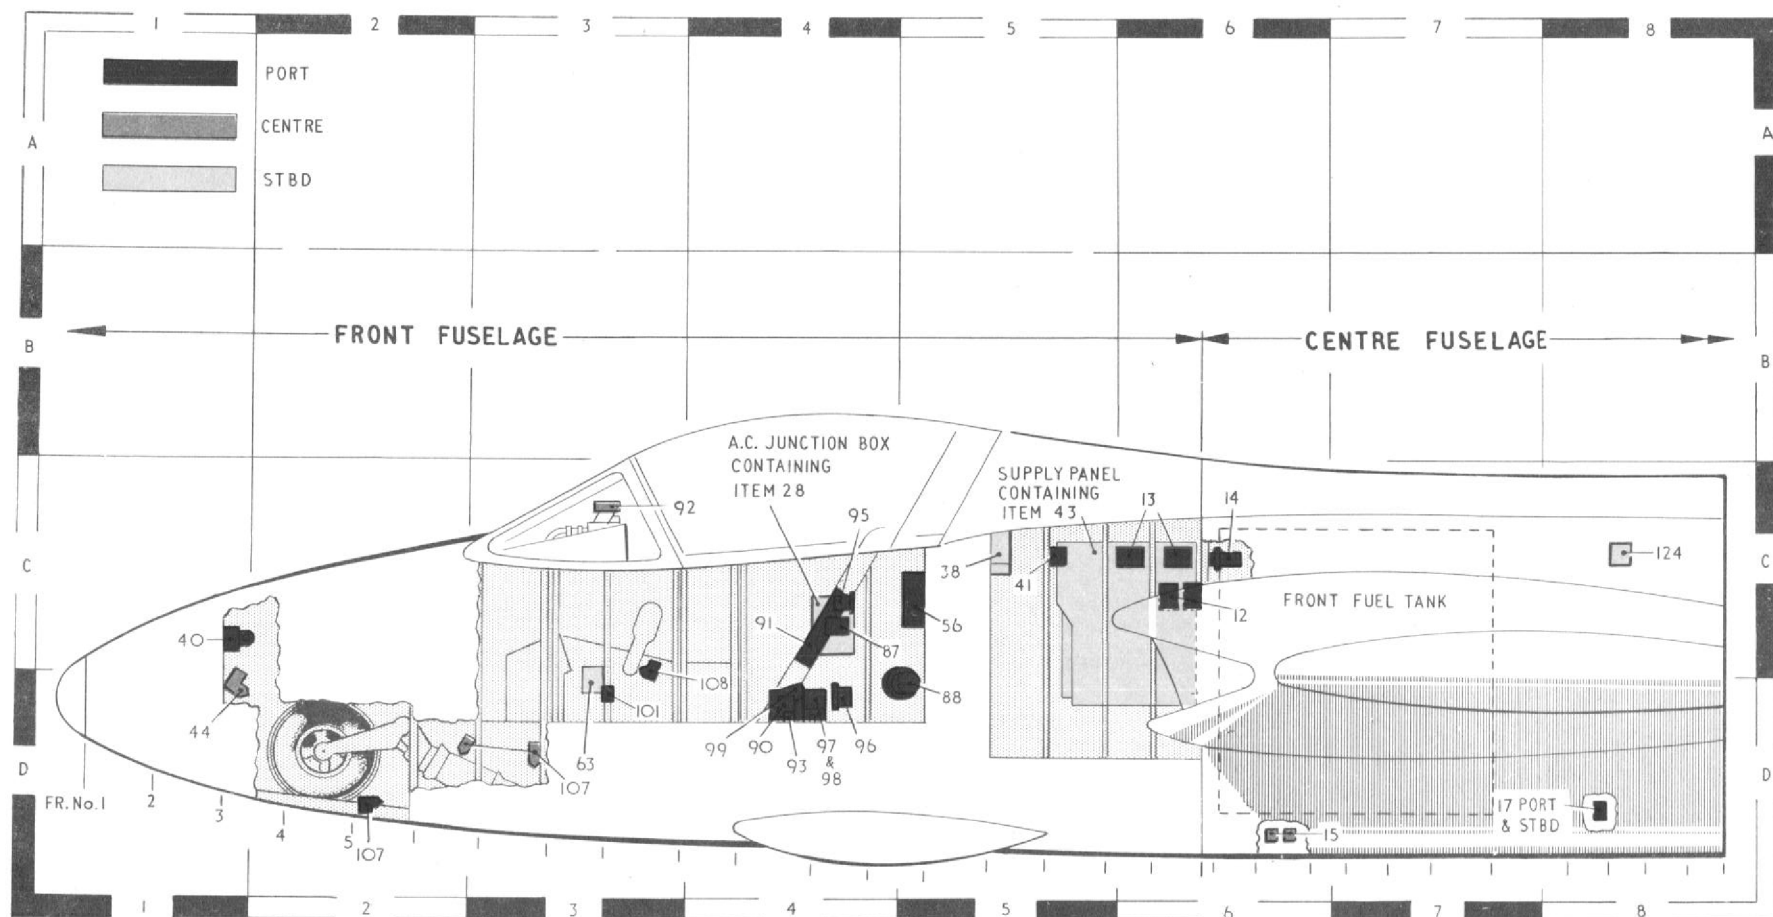 1 2 3 4 5 6 7 8
PORT
CENTRE
STBD
A A
FRONT FUSELAGE
CENTRE FUSELAGE
B B
A.C. JUNCTION BOX
CONTAINING
ITEM 28
SUPPLY PANEL
CONTAINING
ITEM 43
13
14
92
95
C
38
41
124
C
12
FRONT FUEL TANK
40
91
56
87
108
101
88
44
99
90
97
&
98
96
93
63
107
D D
FR. No. 1
2
3
4
5
107
17 PORT
& STBD
15
1 2 3 4 5 6 7 8